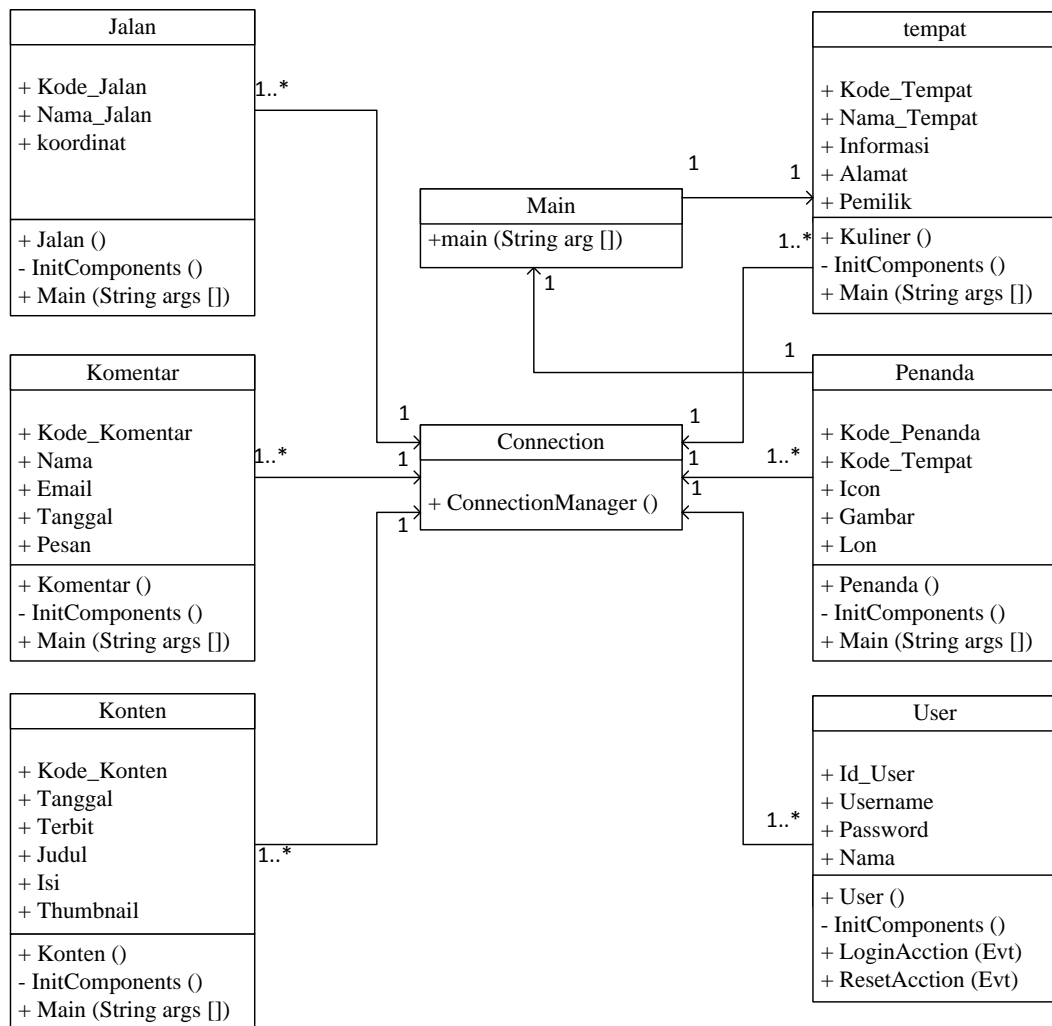 Jalan
+ Kode_Jalan
+ Nama_Jalan
+ koordinat
+ Jalan ()
- InitComponents ()
+ Main (String args [])
1..*
1
Komentar
+ Kode_Komentar
+ Nama
+ Email
+ Tanggal
+ Pesan
+ Komentar ()
- InitComponents ()
+ Main (String args [])
1..*
1
Konten
+ Kode_Konten
+ Tanggal
+ Terbit
+ Judul
+ Isi
+ Thumbnail
+ Konten ()
- InitComponents ()
+ Main (String args [])
1..*
1
Main
+main (String arg [])
1
1
1
1
Connection
+ ConnectionManager ()
tempat
+ Kode_Tempat
+ Nama_Tempat
+ Informasi
+ Alamat
+ Pemilik
+ Kuliner ()
- InitComponents ()
+ Main (String args [])
1..*
1
Penanda
+ Kode_Penanda
+ Kode_Tempat
+ Icon
+ Gambar
+ Lon
+ Penanda ()
- InitComponents ()
+ Main (String args [])
1..*
1
User
+ Id_User
+ Username
+ Password
+ Nama
+ User ()
- InitComponents ()
+ LoginAcction (Evt)
+ ResetAcction (Evt)
1..*
1